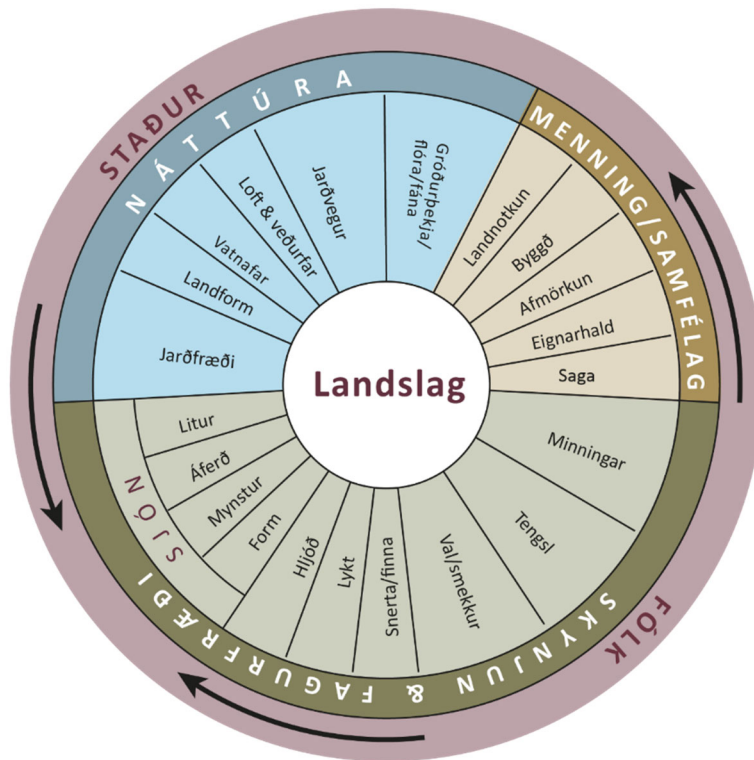 STAÐUR
NÁTTÚRA
Jarðfræði
Landform
Vatnafar
Loft & veðurfar
Jarðvegur
Gróðurþekja/
flóra/fána
MENNING/SAMFÉLAG
Landnotkun
Byggð
Afmörkun
Eignarhald
Saga
Landslag
FÓLK
SKYNJUN & FAGURFRÆÐI
Minningar
Tengsl
Val/smekkur
Snerta/finna
Lykt
Hljóð
SJÓN
Form
Mynstur
Áferð
Litur